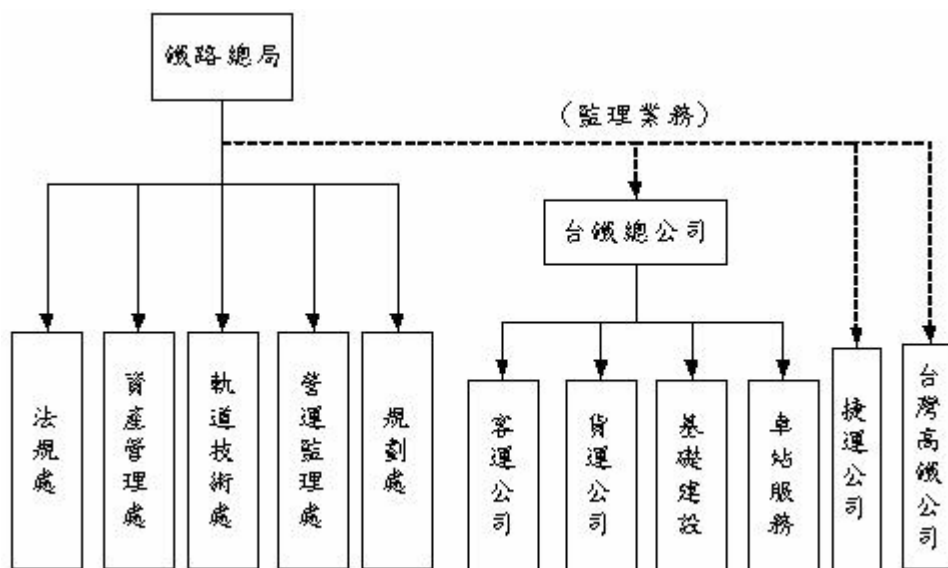 鐵路總局
（監理業務）
台鐵總公司
法規處
資產管理處
軌道技術處
營運監理處
規劃處
客運公司
貨運公司
基礎建設
車站服務
捷運公司
台灣高鐵公司